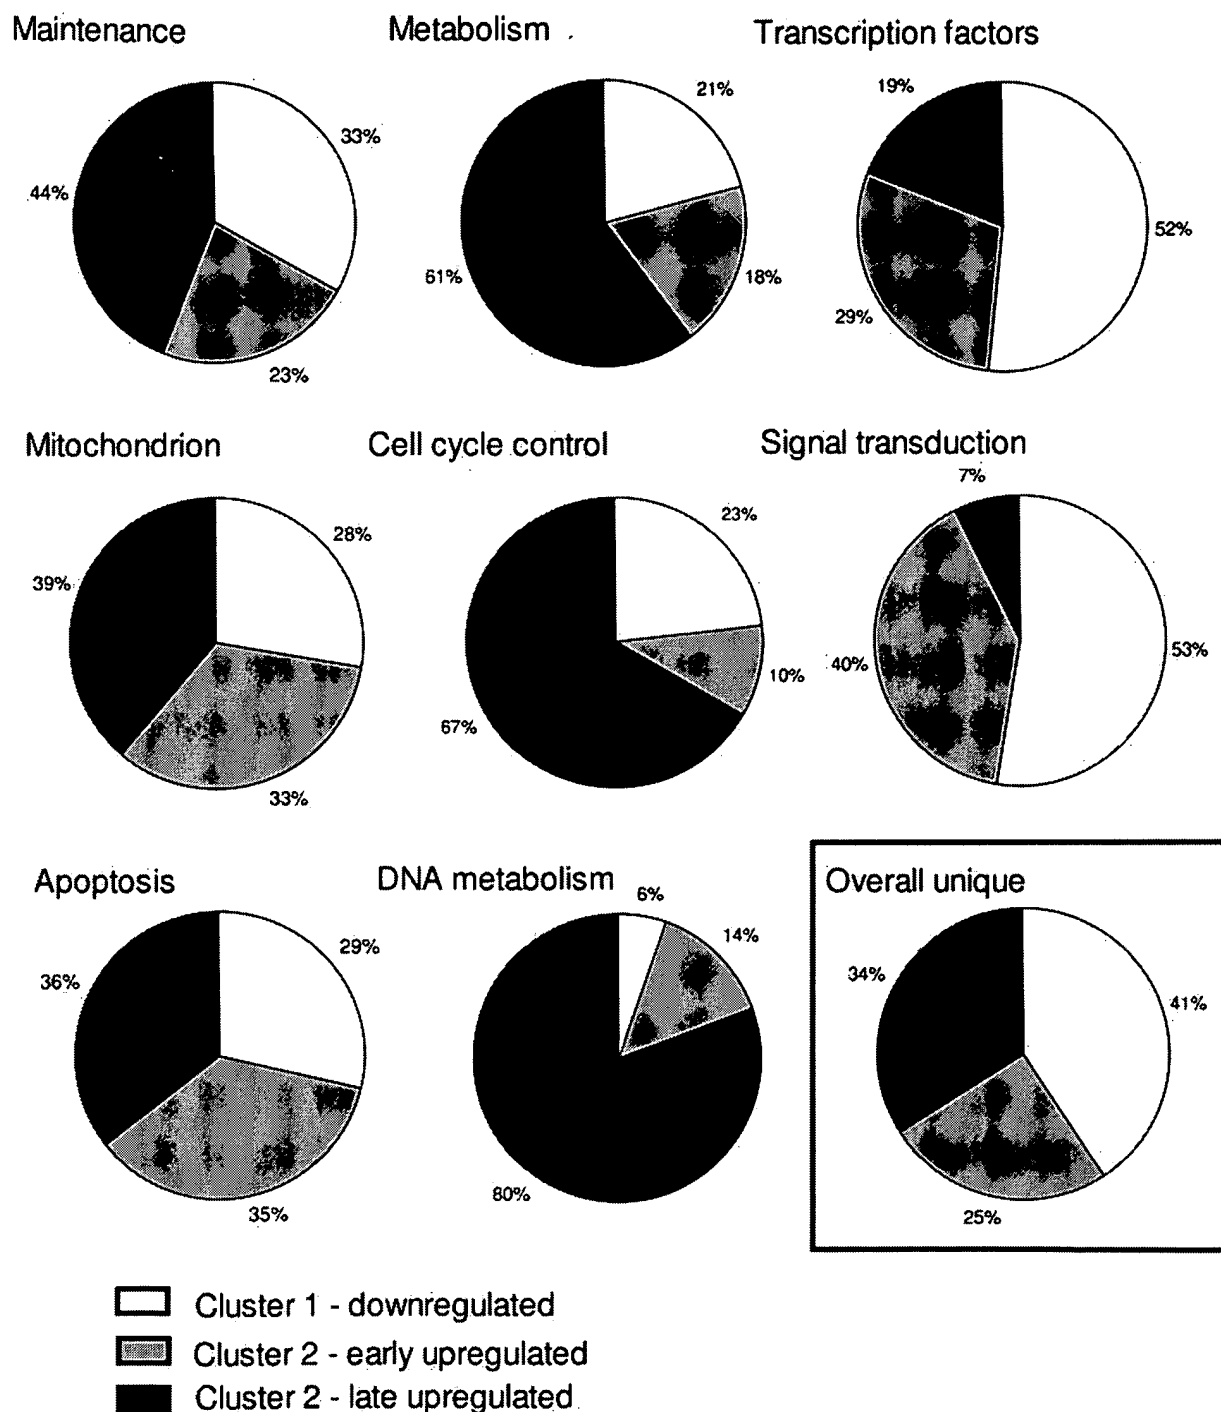 Maintenance
Metabolism
Transcription factors
33%
44%
23%
21%
61%
18%
19%
52%
29%
Mitochondrion
Cell cycle control
Signal transduction
28%
39%
33%
23%
10%
67%
7%
40%
53%
Apoptosis
DNA metabolism
Overall unique
29%
36%
35%
6%
14%
80%
34%
41%
25%
Cluster 1 - downregulated
Cluster 2 - early upregulated
Cluster 2 - late upregulated